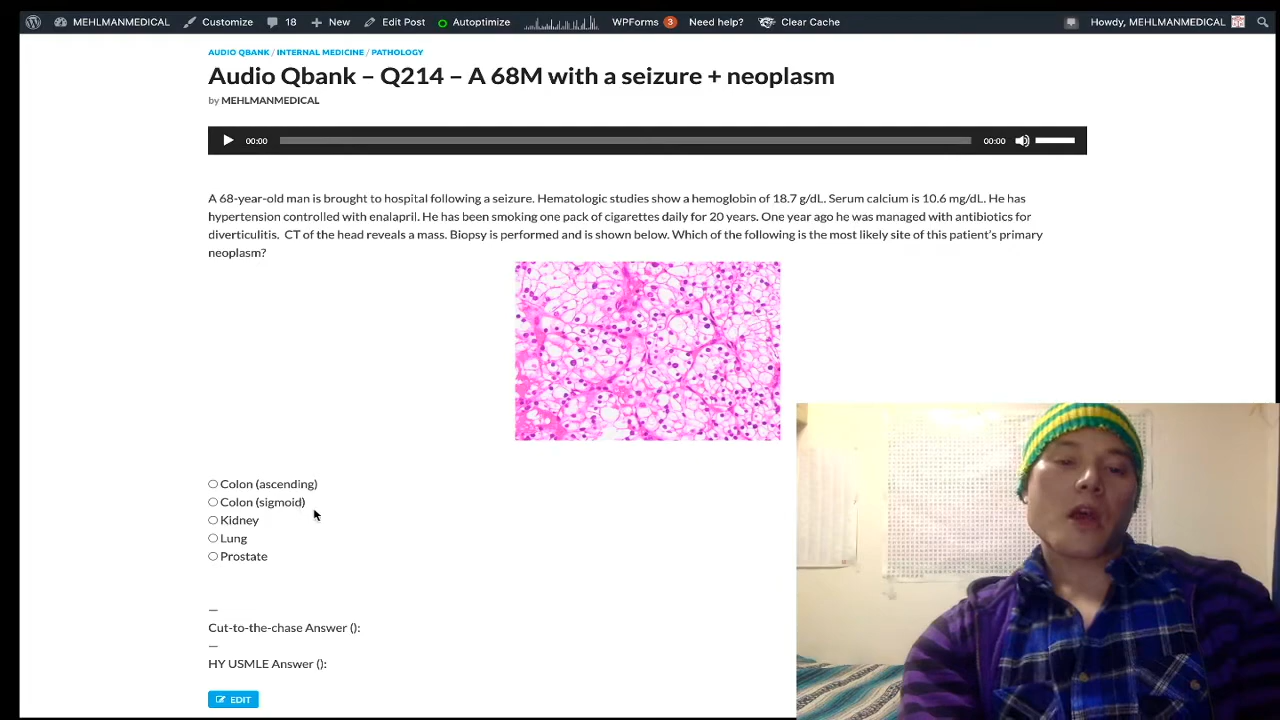 MEHLMANMEDICAL Customize 18 New Edit Post Autoptimize WPForms 3 Need help? Clear Cache Howdy, MEHLMANMEDICAL
AUDIO QBANK / INTERNAL MEDICINE / PATHOLOGY
Audio Qbank – Q214 – A 68M with a seizure + neoplasm
by MEHLMANMEDICAL
00:00 00:00
A 68-year-old man is brought to hospital following a seizure. Hematologic studies show a hemoglobin of 18.7 g/dL. Serum calcium is 10.6 mg/dL. He has
hypertension controlled with enalapril. He has been smoking one pack of cigarettes daily for 20 years. One year ago he was managed with antibiotics for
diverticulitis. CT of the head reveals a mass. Biopsy is performed and is shown below. Which of the following is the most likely site of this patient’s primary
neoplasm?
Colon (ascending)
Colon (sigmoid)
Kidney
Lung
Prostate
—
Cut-to-the-chase Answer ():
—
HY USMLE Answer ():
EDIT